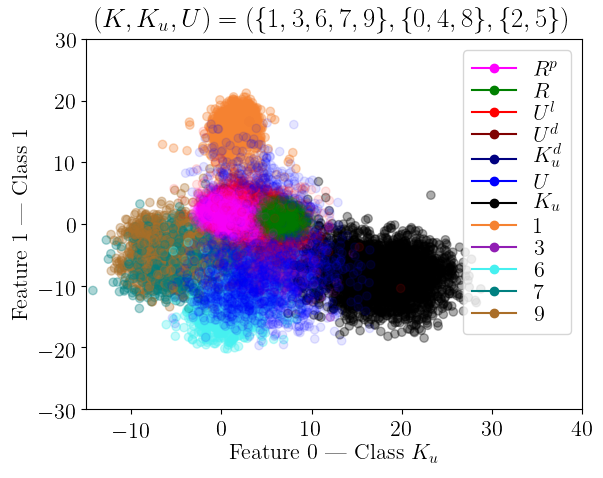 (K, K_u, U) = ({1, 3, 6, 7, 9}, {0, 4, 8}, {2, 5})
Feature 1 — Class 1
30
20
10
0
−10
−20
−30
−10
0
10
20
30
40
Feature 0 — Class K_u
R^p
R
U^l
U^d
K_u^d
U
K_u
1
3
6
7
9